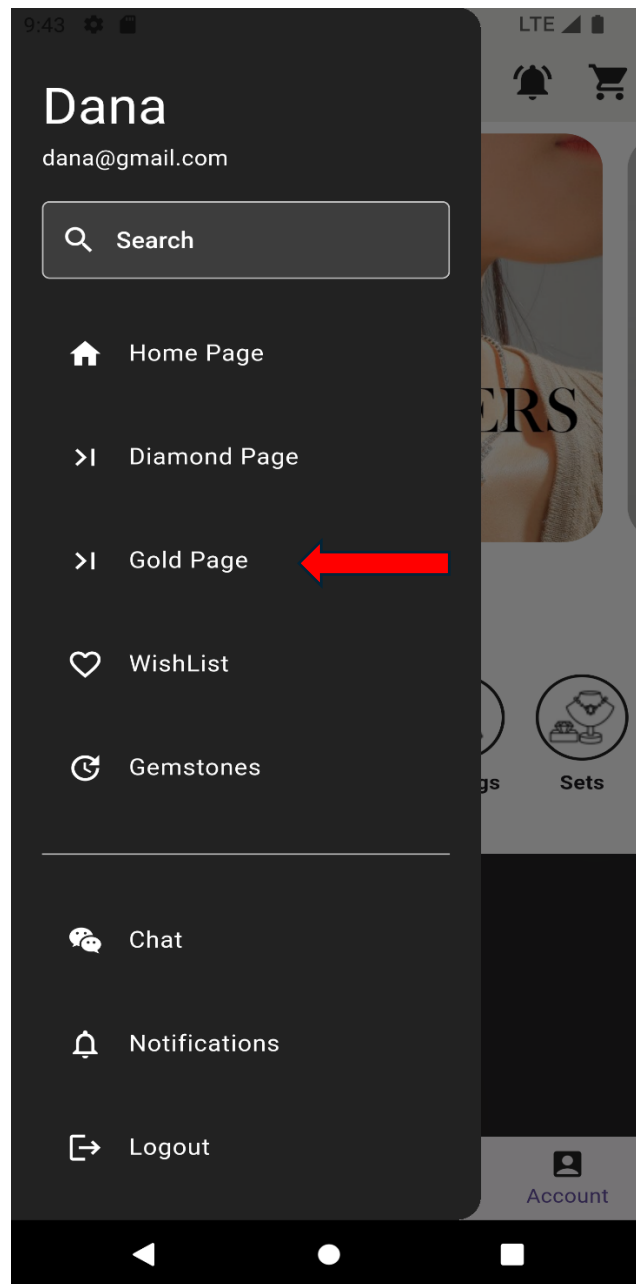 9:43
LTE
Dana
dana@gmail.com
Search
Home Page
ERS
Diamond Page
Gold Page
WishList
Gemstones
gs
Sets
Chat
Notifications
Logout
Account